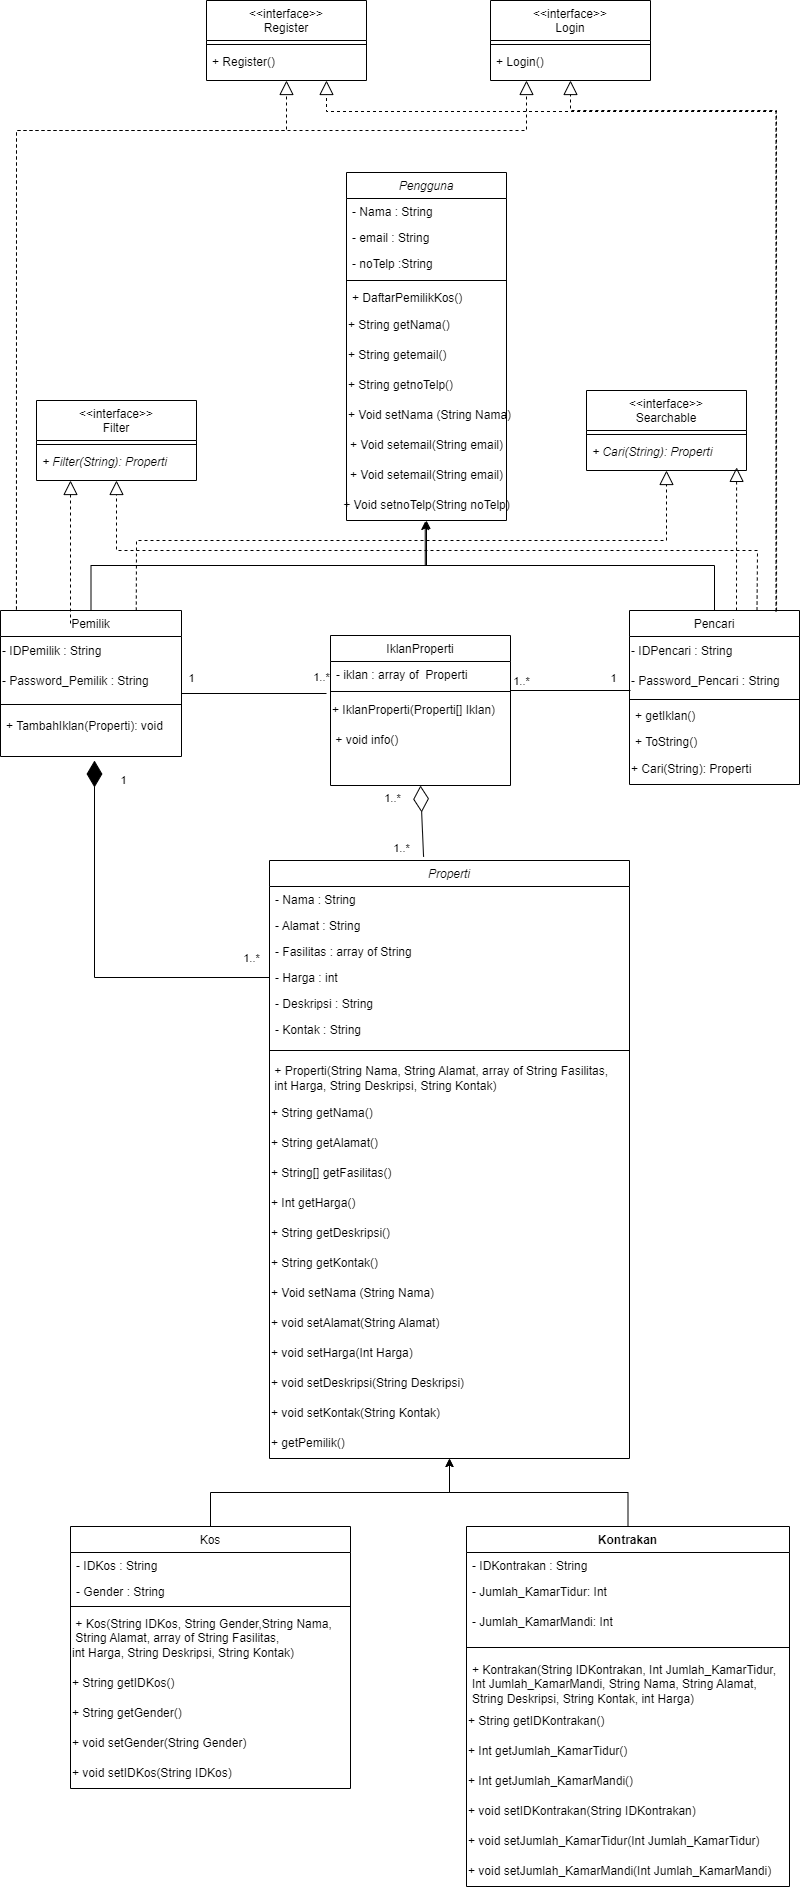 <<interface>>
Register
+ Register()
<<interface>>
Login
+ Login()
Pengguna
- Nama : String
- email : String
- noTelp :String
+ DaftarPemilikKos()
+ String getNama()
+ String getemail()
+ String getnoTelp()
+ Void setNama (String Nama)
+ Void setemail(String email)
+ Void setemail(String email)
+ Void setnoTelp(String noTelp)
<<interface>>
Filter
+ Filter(String): Properti
<<interface>>
Searchable
+ Cari(String): Properti
Pemilik
- IDPemilik : String
- Password_Pemilik : String
+ TambahIklan(Properti): void
1
1..*
IklanProperti
- iklan : array of  Properti
+ IklanProperti(Properti[] Iklan)
+ void info()
1..*
1
Pencari
- IDPencari : String
- Password_Pencari : String
+ getIklan()
+ ToString()
+ Cari(String): Properti
1
1..*
1..*
1..*
Properti
- Nama : String
- Alamat : String
- Fasilitas : array of String
- Harga : int
- Deskripsi : String
- Kontak : String
+ Properti(String Nama, String Alamat, array of String Fasilitas,
int Harga, String Deskripsi, String Kontak)
+ String getNama()
+ String getAlamat()
+ String[] getFasilitas()
+ Int getHarga()
+ String getDeskripsi()
+ String getKontak()
+ Void setNama (String Nama)
+ void setAlamat(String Alamat)
+ void setHarga(Int Harga)
+ void setDeskripsi(String Deskripsi)
+ void setKontak(String Kontak)
+ getPemilik()
Kos
- IDKos : String
- Gender : String
+ Kos(String IDKos, String Gender,String Nama,
String Alamat, array of String Fasilitas,
int Harga, String Deskripsi, String Kontak)
+ String getIDKos()
+ String getGender()
+ void setGender(String Gender)
+ void setIDKos(String IDKos)
Kontrakan
- IDKontrakan : String
- Jumlah_KamarTidur: Int
- Jumlah_KamarMandi: Int
+ Kontrakan(String IDKontrakan, Int Jumlah_KamarTidur,
Int Jumlah_KamarMandi, String Nama, String Alamat,
String Deskripsi, String Kontak, int Harga)
+ String getIDKontrakan()
+ Int getJumlah_KamarTidur()
+ Int getJumlah_KamarMandi()
+ void setIDKontrakan(String IDKontrakan)
+ void setJumlah_KamarTidur(Int Jumlah_KamarTidur)
+ void setJumlah_KamarMandi(Int Jumlah_KamarMandi)